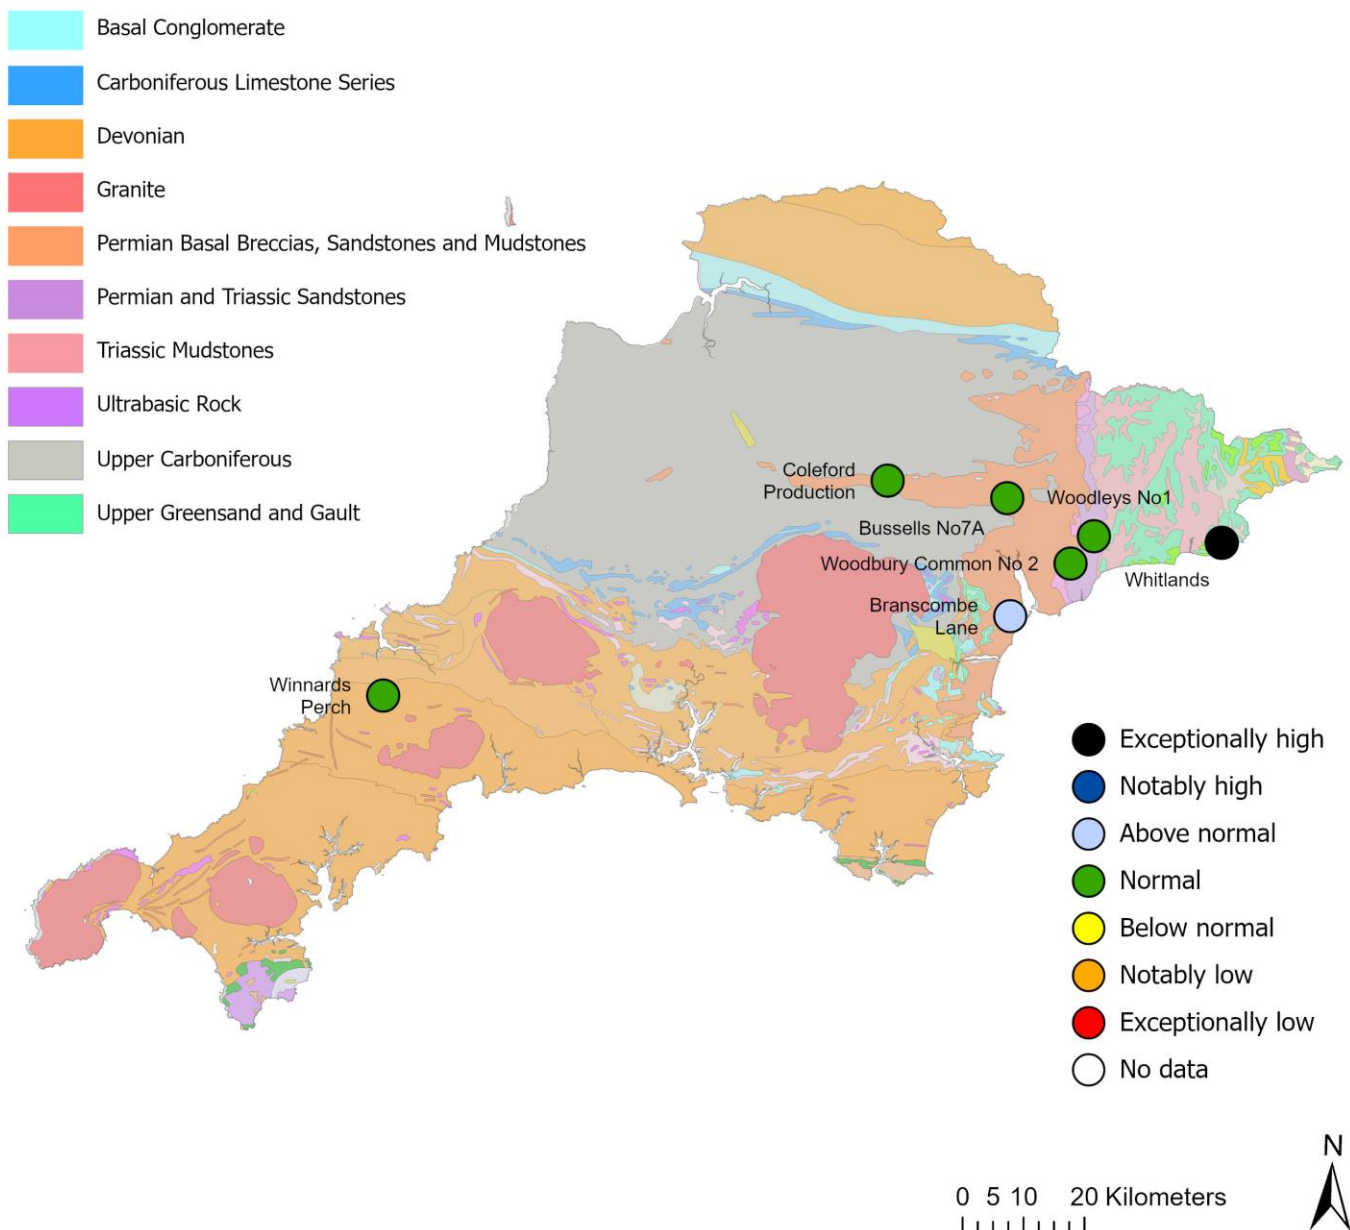 Basal Conglomerate
Carboniferous Limestone Series
Devonian
Granite
Permian Basal Breccias, Sandstones and Mudstones
Permian and Triassic Sandstones
Triassic Mudstones
Ultrabasic Rock
Upper Carboniferous
Upper Greensand and Gault
Coleford
Production
Woodleys No1
Bussells No7A
Woodbury Common No 2
Whitlands
Branscombe
Lane
Winnards
Perch
Exceptionally high
Notably high
Above normal
Normal
Below normal
Notably low
Exceptionally low
No data
N
0 5 10 20 Kilometers